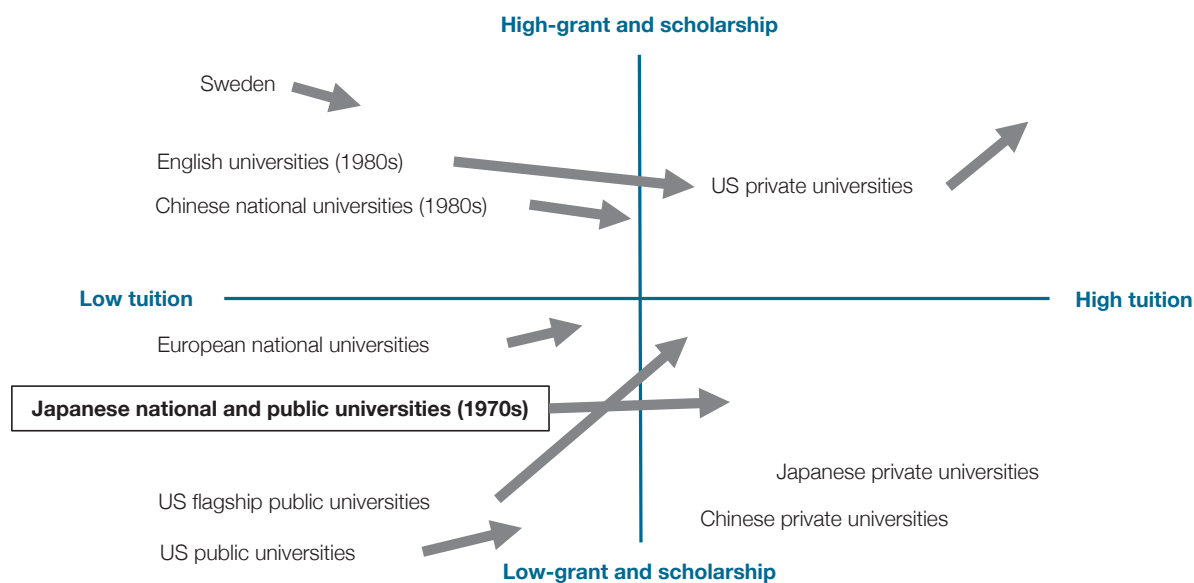 High-grant and scholarship
Sweden
English universities (1980s)
US private universities
Chinese national universities (1980s)
Low tuition
High tuition
European national universities
Japanese national and public universities (1970s)
Japanese private universities
US flagship public universities
Chinese private universities
US public universities
Low-grant and scholarship